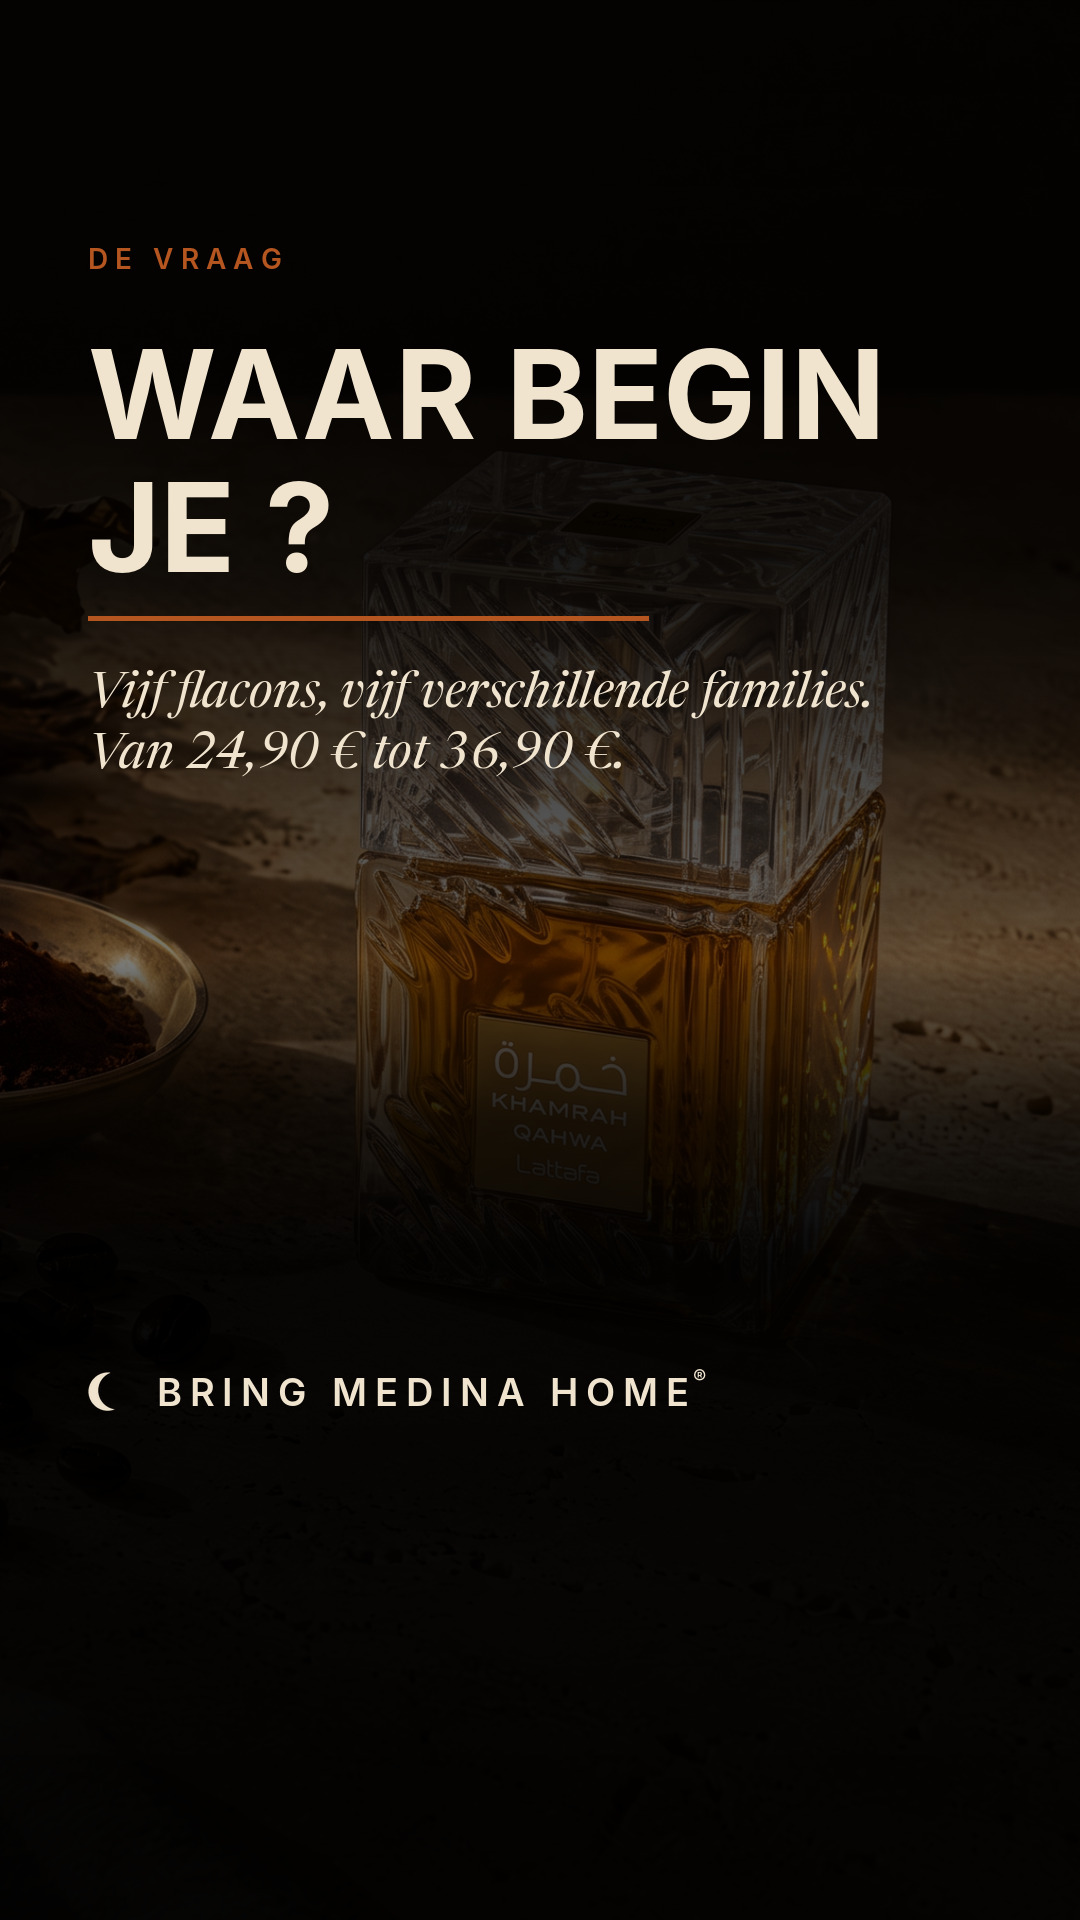 DE VRAAG
WAAR BEGIN
JE ?
Vijf flacons, vijf verschillende families.
Van 24,90 € tot 36,90 €.
خمرة
KHAMRAH
QAHWA
Lattafa
BRING MEDINA HOME®